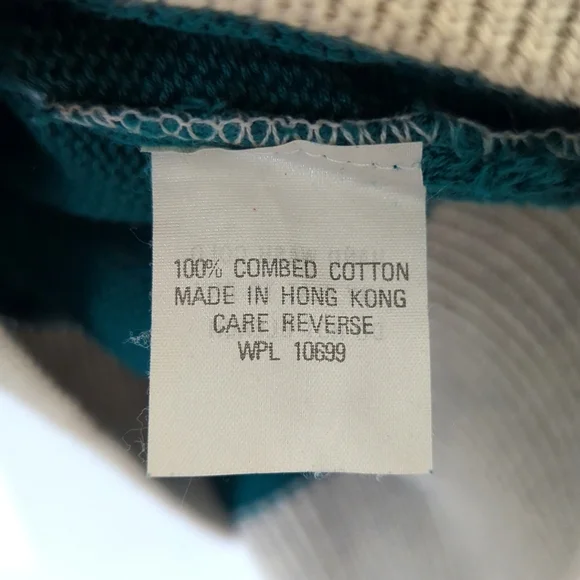 100% COMBED COTTON
MADE IN HONG KONG
CARE REVERSE
WPL 10699